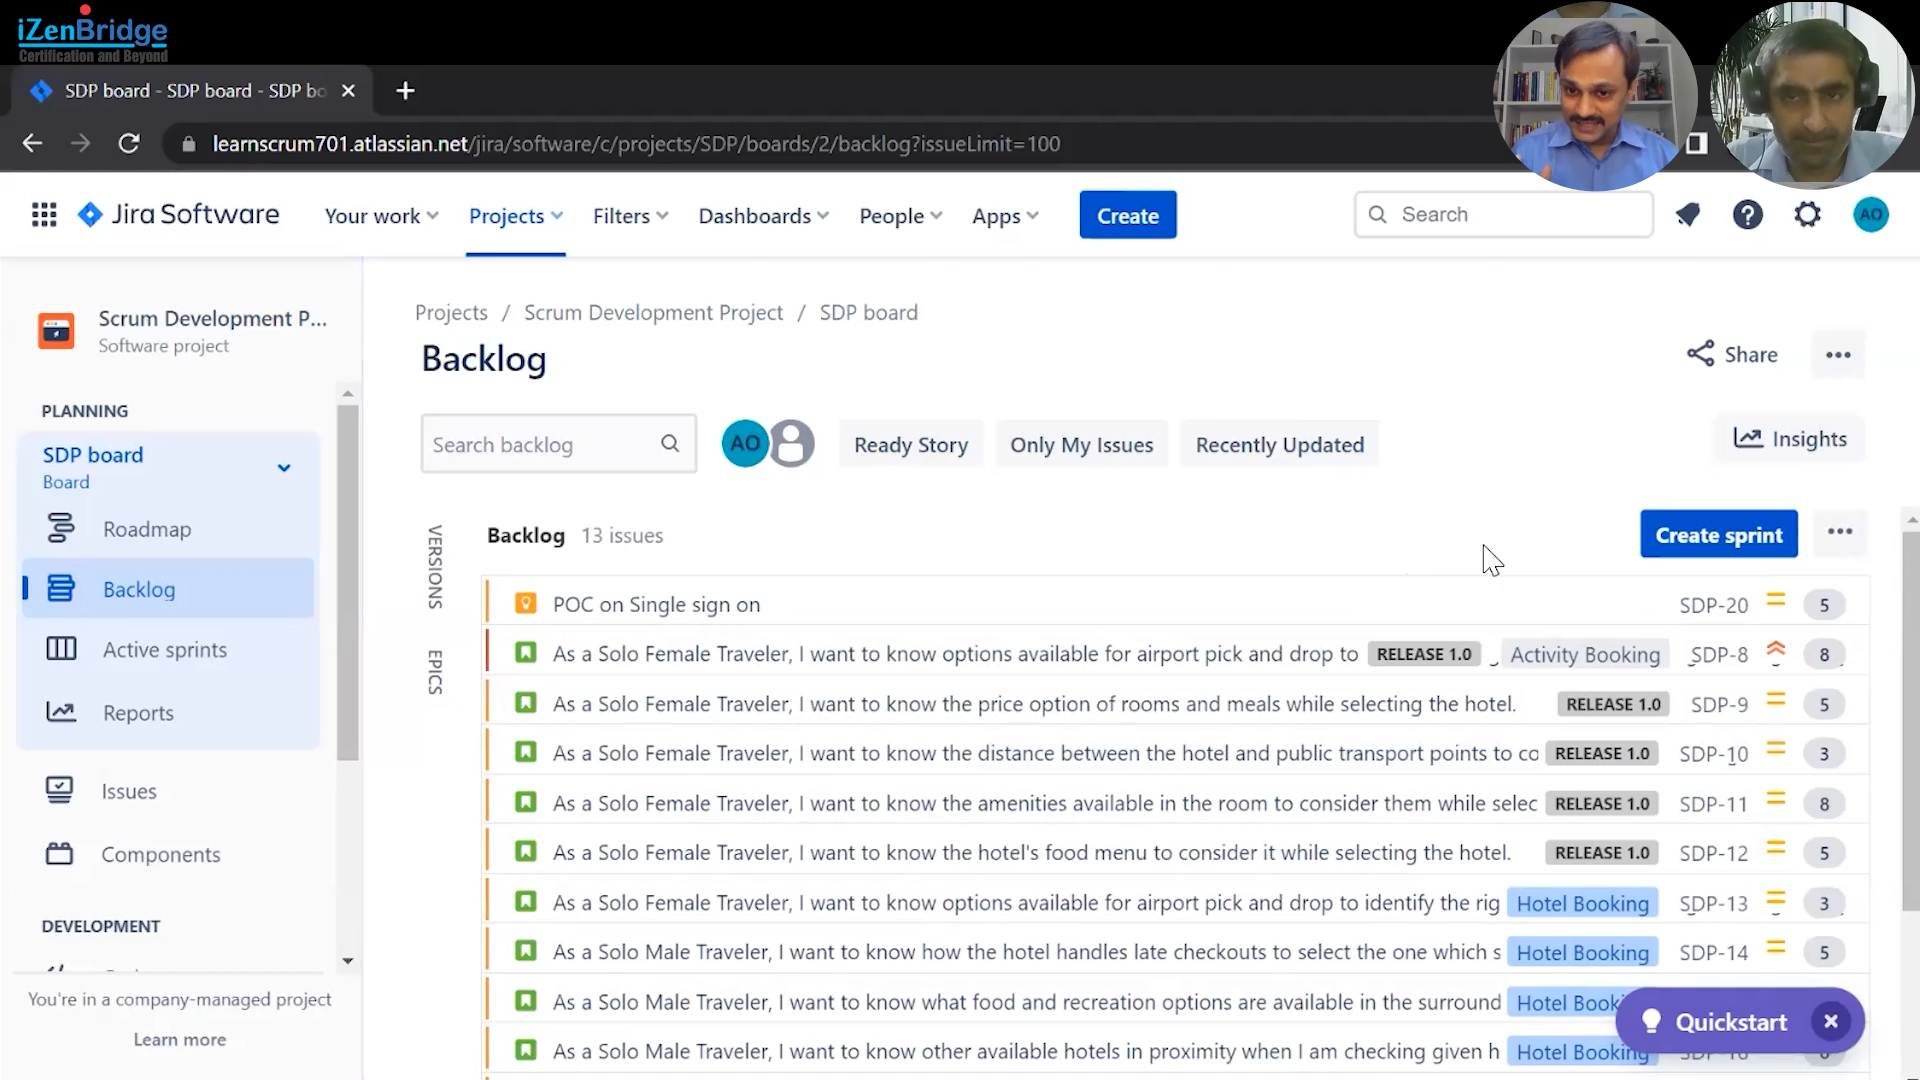 iZenBridge
Certification and Beyond
SDP board - SDP board - SDP bo
learnscrum701.atlassian.net/jira/software/c/projects/SDP/boards/2/backlog?issueLimit=100
Jira Software
Your work
Projects
Filters
Dashboards
People
Apps
Create
Search
AO
Scrum Development P...
Software project
PLANNING
SDP board
Board
Roadmap
Backlog
Active sprints
Reports
Issues
Components
DEVELOPMENT
You're in a company-managed project
Learn more
Projects / Scrum Development Project / SDP board
Backlog
Share
Search backlog
AO
Ready Story
Only My Issues
Recently Updated
Insights
VERSIONS
EPICS
Backlog 13 issues
Create sprint
POC on Single sign on SDP-20 5
As a Solo Female Traveler, I want to know options available for airport pick and drop to RELEASE 1.0 Activity Booking SDP-8 8
As a Solo Female Traveler, I want to know the price option of rooms and meals while selecting the hotel. RELEASE 1.0 SDP-9 5
As a Solo Female Traveler, I want to know the distance between the hotel and public transport points to co RELEASE 1.0 SDP-10 3
As a Solo Female Traveler, I want to know the amenities available in the room to consider them while selec RELEASE 1.0 SDP-11 8
As a Solo Female Traveler, I want to know the hotel's food menu to consider it while selecting the hotel. RELEASE 1.0 SDP-12 5
As a Solo Female Traveler, I want to know options available for airport pick and drop to identify the rig Hotel Booking SDP-13 3
As a Solo Male Traveler, I want to know how the hotel handles late checkouts to select the one which s Hotel Booking SDP-14 5
As a Solo Male Traveler, I want to know what food and recreation options are available in the surround Hotel Booki
Quickstart
As a Solo Male Traveler, I want to know other available hotels in proximity when I am checking given h Hotel Booking